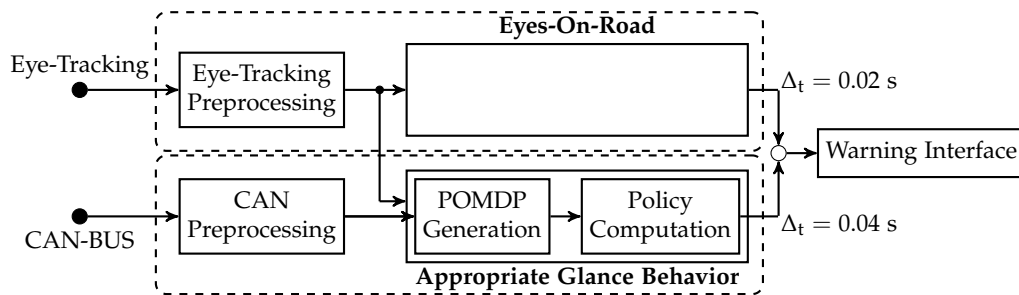 Eyes-On-Road
Eye-Tracking
Eye-Tracking
Preprocessing
Δt = 0.02 s
Warning Interface
CAN-BUS
CAN
Preprocessing
POMDP
Generation
Policy
Computation
Δt = 0.04 s
Appropriate Glance Behavior